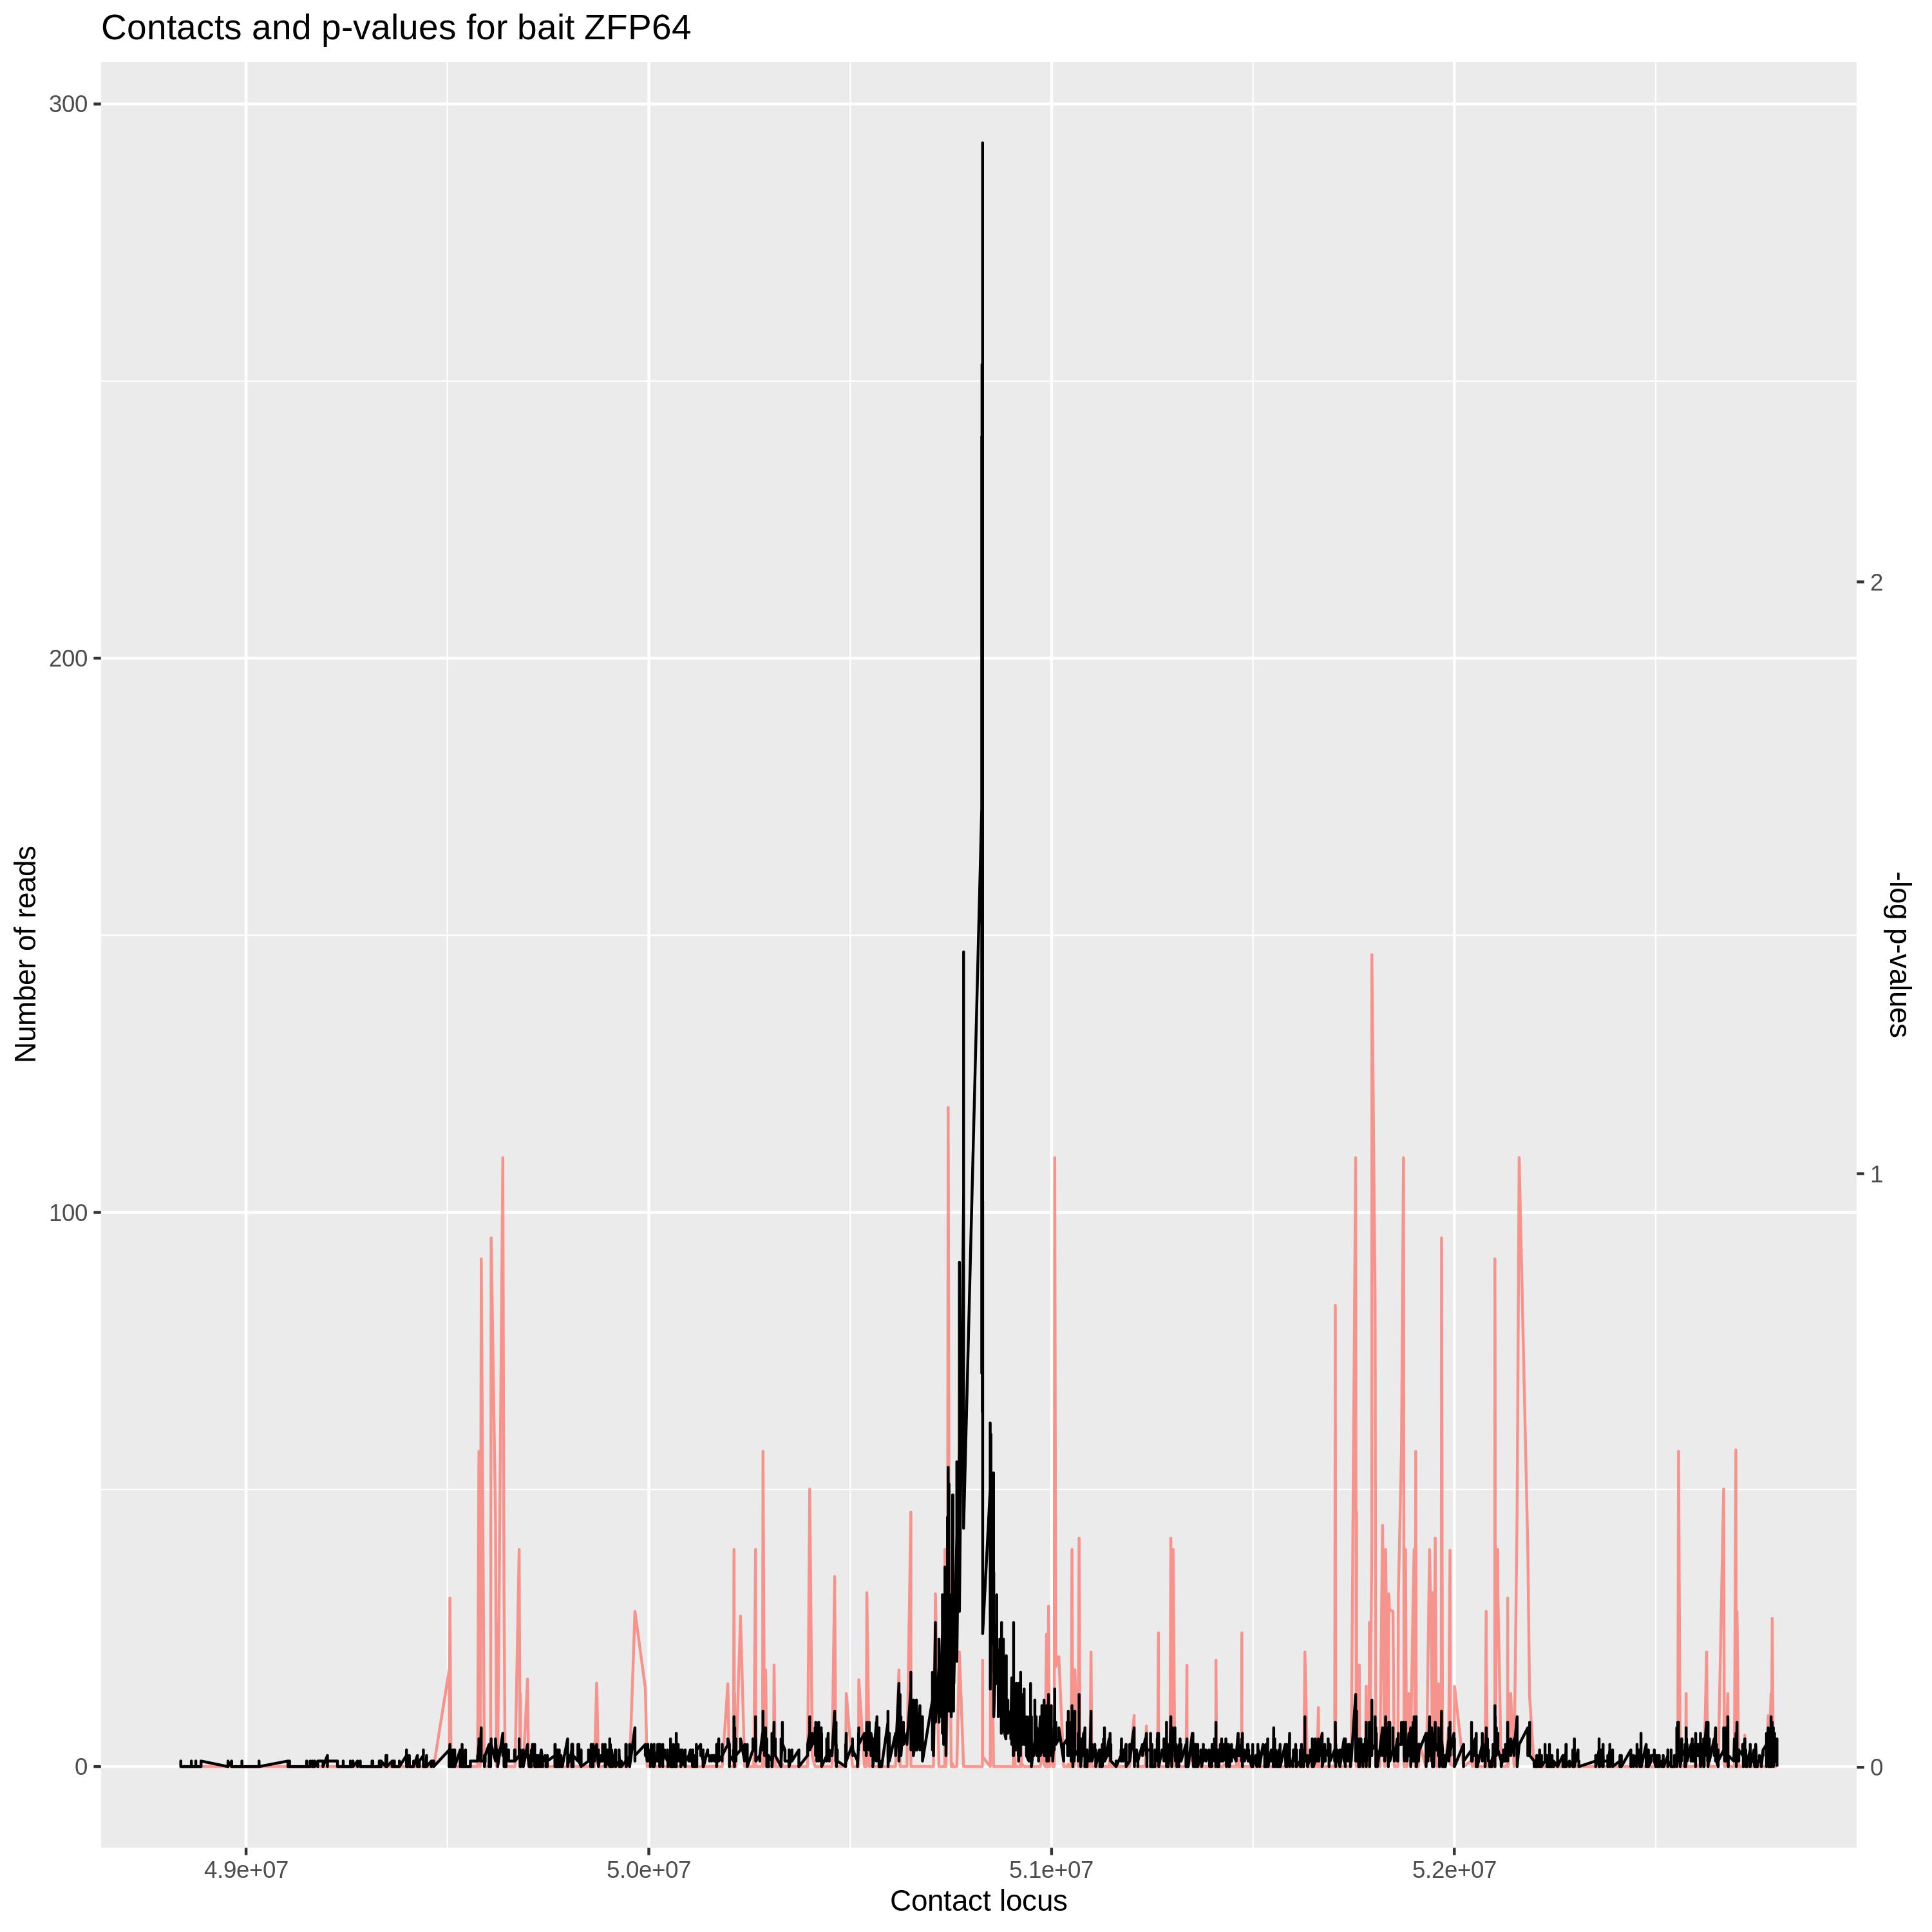 Contacts and p-values for bait ZFP64
300
200
100
0
Number of reads
2
1
0
-log p-values
4.9e+07
5.0e+07
5.1e+07
5.2e+07
Contact locus